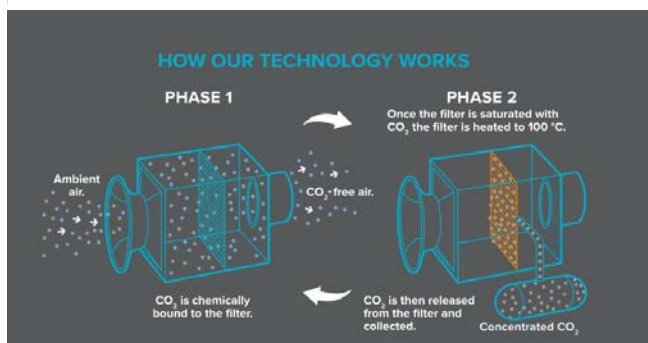 HOW OUR TECHNOLOGY WORKS
PHASE 1
PHASE 2
Once the filter is saturated with
CO₂ the filter is heated to 100 °C.
Ambient
air.
CO₂-free air.
CO₂ is chemically
bound to the filter.
CO₂ is then released
from the filter and
collected.
Concentrated CO₂